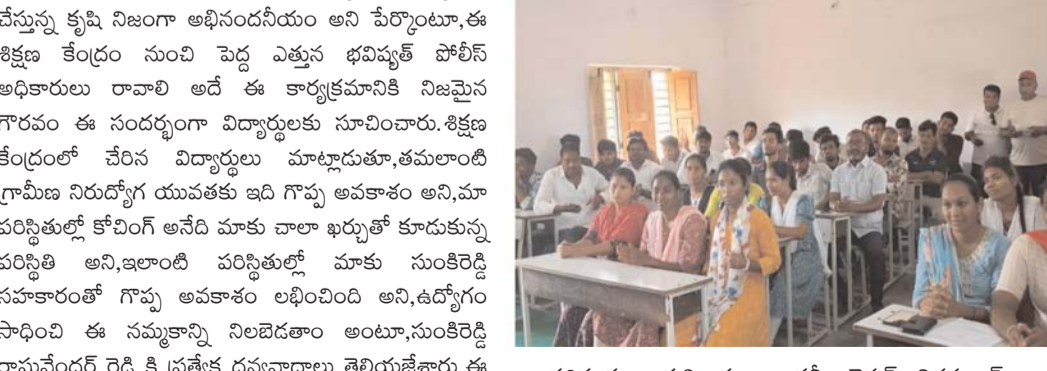 చేస్తున్న కృషి నిజంగా అభినందనీయం అని పేర్కొంటూ,ఈ
శిక్షణ కేంద్రం నుంచి పెద్ద ఎత్తున భవిష్యత్ పోలీస్
అధికారులు రావాలి అదే ఈ కార్యక్రమానికి నిజమైన
గౌరవం ఈ సందర్భంగా విద్యార్థులకు సూచించారు.శిక్షణ
కేంద్రంలో చేరిన విద్యార్థులు మాట్లాడుతూ,తమలాంటి
గ్రామీణ నిరుద్యోగ యువతకు ఇది గొప్ప అవకాశం అని,మా
పరిస్థితుల్లో కోచింగ్ అనేది మాకు చాలా ఖర్చుతో కూడుకున్న
పరిస్థితి అని,ఇలాంటి పరిస్థితుల్లో మాకు సుంకిరెడ్డి
సహకారంతో గొప్ప అవకాశం లభించింది అని,ఉద్యోగం
సాధించి ఈ నమ్మకాన్ని నిలబెడతాం అంటూ,సుంకిరెడ్డి
రాఘవేందర్ రెడ్డి కి ప్రత్యేక ధన్యవాదాలు తెలియజేశారు.ఈ